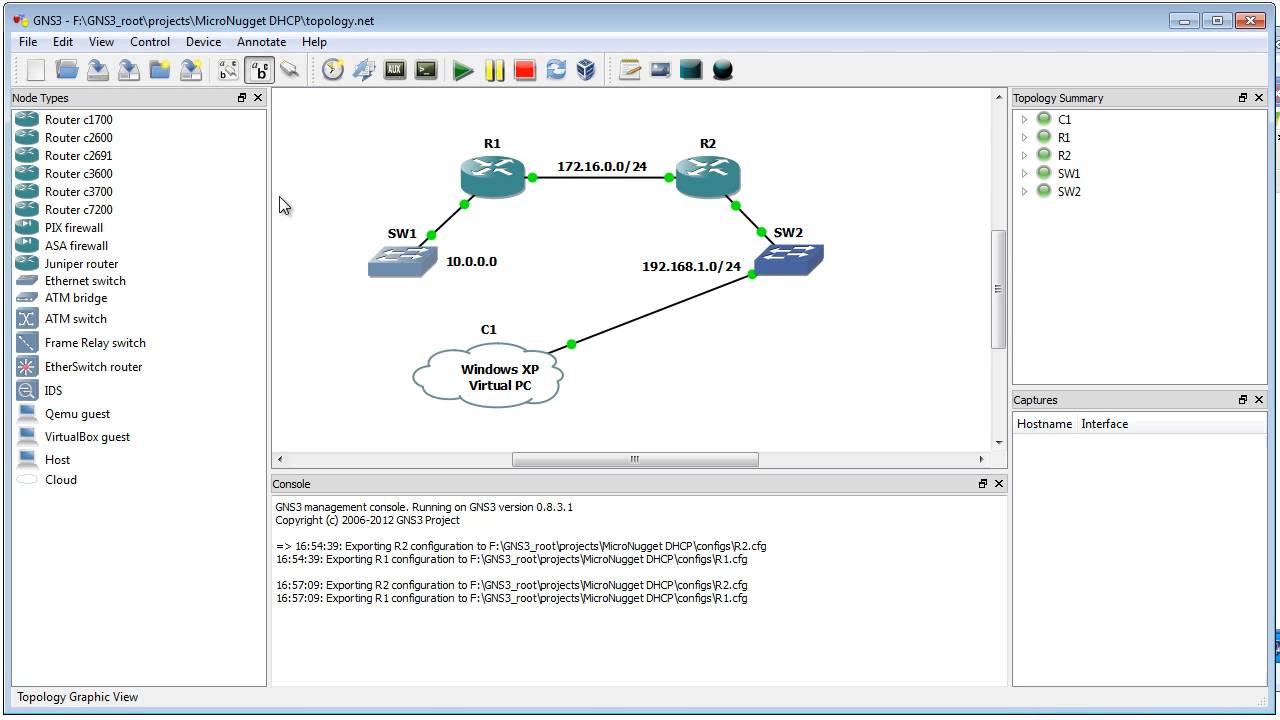 GNS3 - F:\GNS3_root\projects\MicroNugget DHCP\topology.net
File Edit View Control Device Annotate Help
Node Types
Router c1700
Router c2600
Router c2691
Router c3600
Router c3700
Router c7200
PIX firewall
ASA firewall
Juniper router
Ethernet switch
ATM bridge
ATM switch
Frame Relay switch
EtherSwitch router
IDS
Qemu guest
VirtualBox guest
Host
Cloud
R1
R2
172.16.0.0/24
SW1
SW2
10.0.0.0
192.168.1.0/24
C1
Windows XP
Virtual PC
Console
GNS3 management console. Running on GNS3 version 0.8.3.1
Copyright (c) 2006-2012 GNS3 Project
=> 16:54:39: Exporting R2 configuration to F:\GNS3_root\projects\MicroNugget DHCP\configs\R2.cfg
16:54:39: Exporting R1 configuration to F:\GNS3_root\projects\MicroNugget DHCP\configs\R1.cfg
16:57:09: Exporting R2 configuration to F:\GNS3_root\projects\MicroNugget DHCP\configs\R2.cfg
16:57:09: Exporting R1 configuration to F:\GNS3_root\projects\MicroNugget DHCP\configs\R1.cfg
Topology Summary
C1
R1
R2
SW1
SW2
Captures
Hostname Interface
Topology Graphic View
AUX